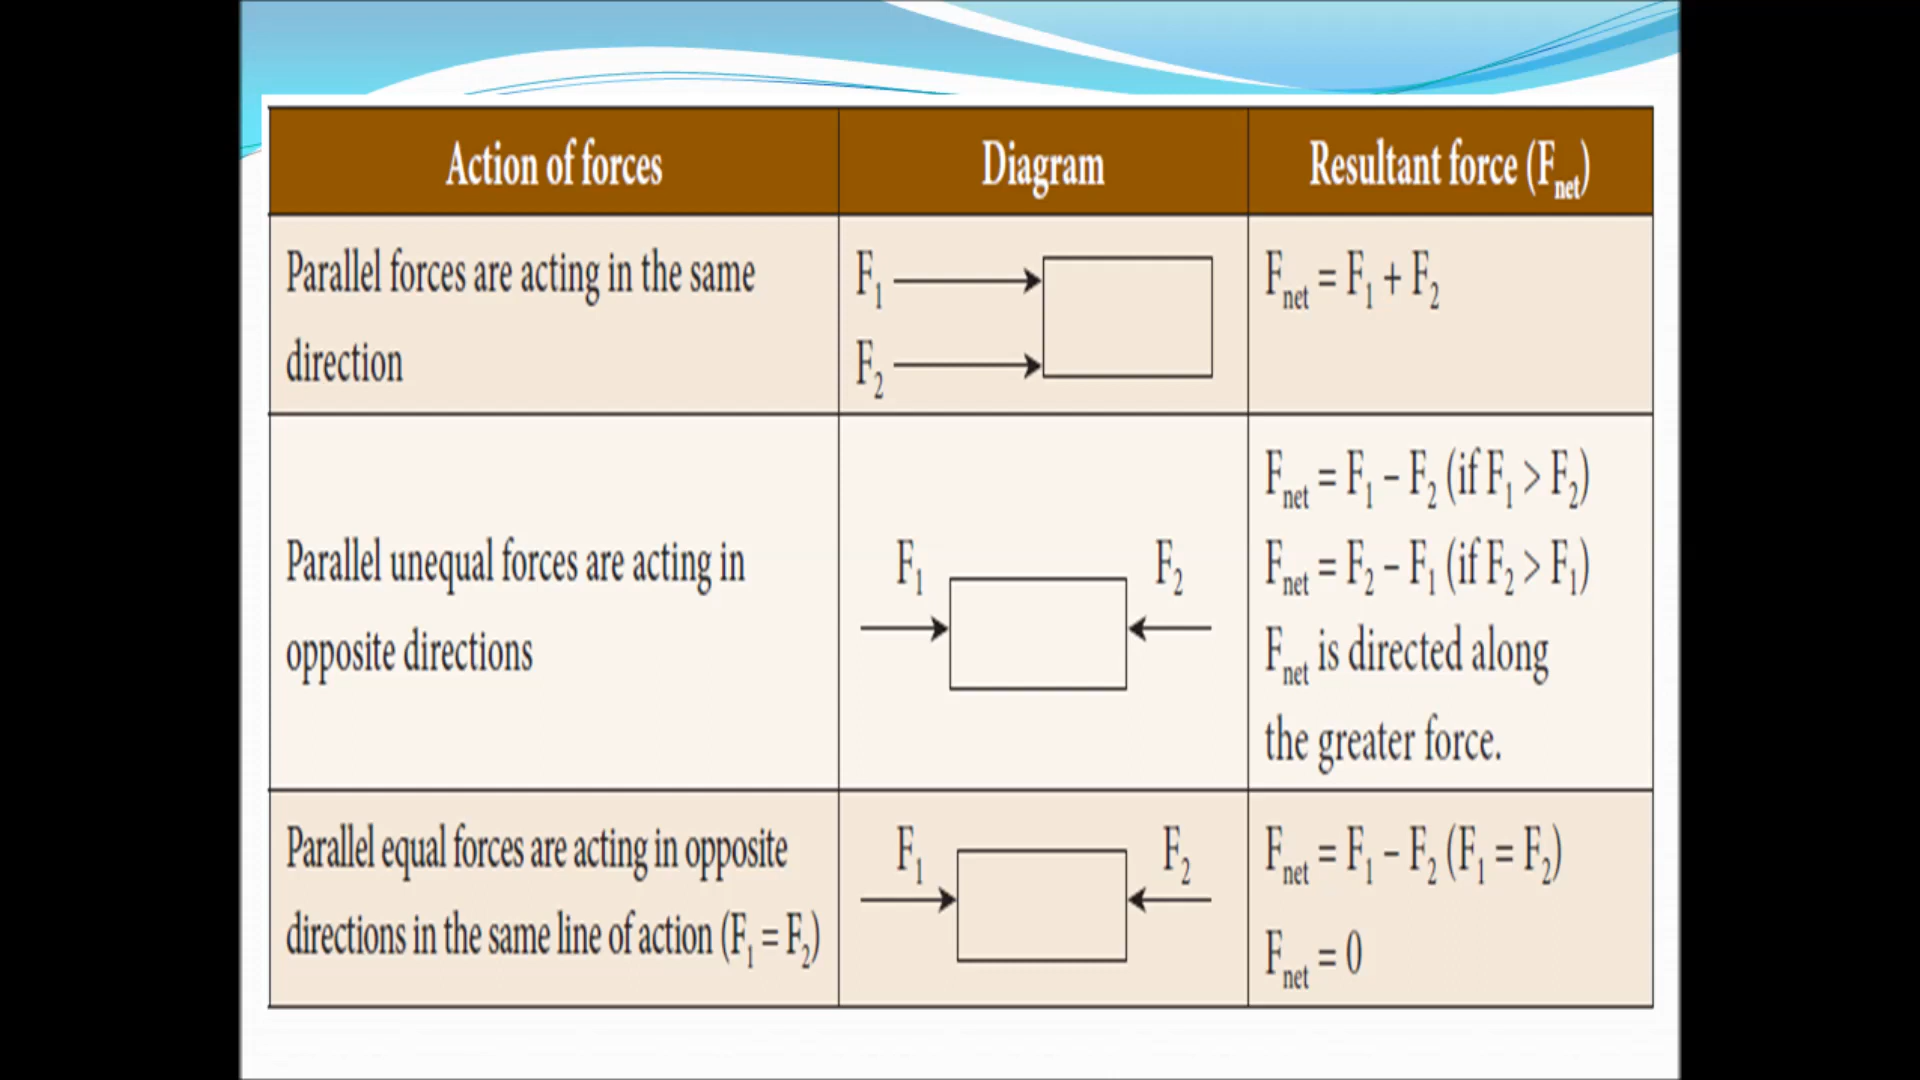 Action of forces
Diagram
Resultant force (Fnet)
Parallel forces are acting in the same
direction
F1
F2
Fnet = F1 + F2
Parallel unequal forces are acting in
opposite directions
F1
F2
Fnet = F1 – F2 (if F1 > F2)
Fnet = F2 – F1 (if F2 > F1)
Fnet is directed along
the greater force.
Parallel equal forces are acting in opposite
directions in the same line of action (F1 = F2)
F1
F2
Fnet = F1 – F2 (F1 = F2)
Fnet = 0